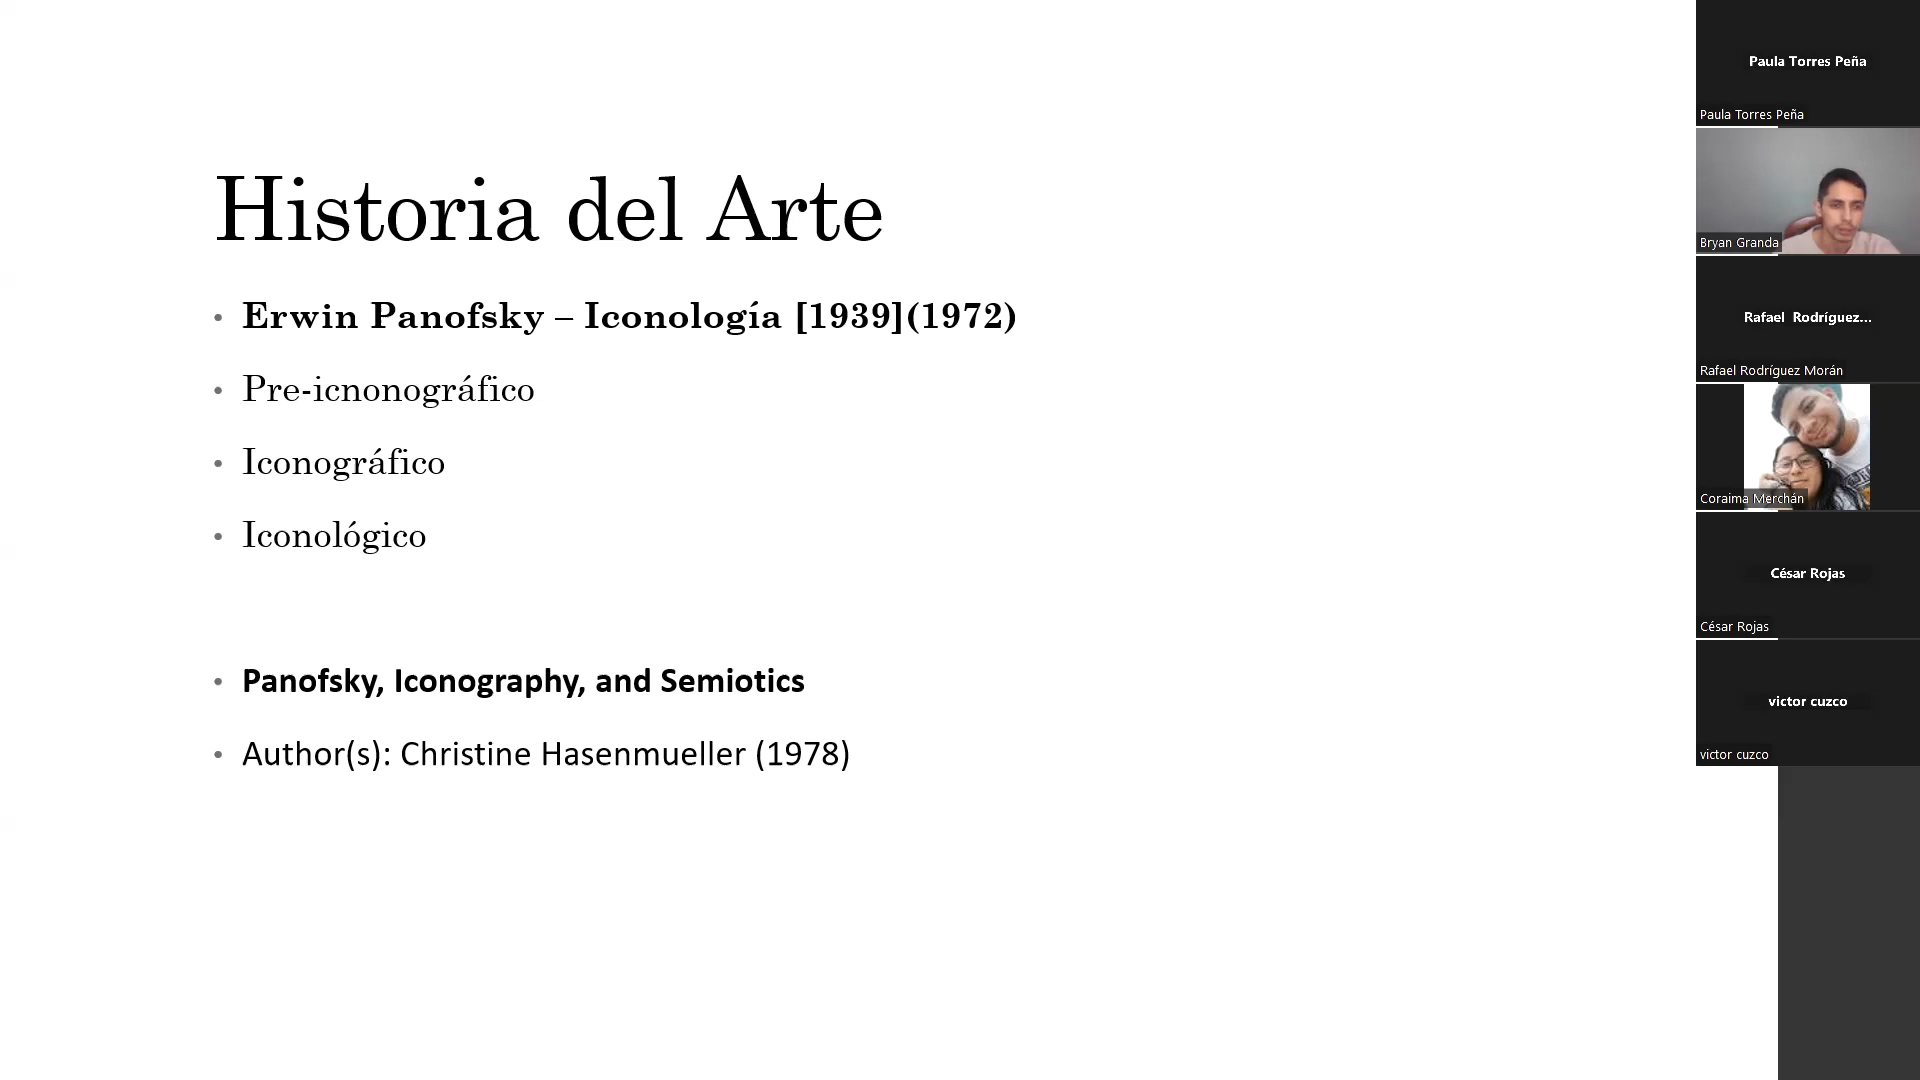 Historia del Arte
• Erwin Panofsky – Iconología [1939](1972)
• Pre-icnonográfico
• Iconográfico
• Iconológico
• Panofsky, Iconography, and Semiotics
• Author(s): Christine Hasenmueller (1978)
Paula Torres Peña
Paula Torres Peña
Bryan Granda
Rafael Rodríguez...
Rafael Rodríguez Morán
Coraima Merchán
César Rojas
César Rojas
victor cuzco
victor cuzco